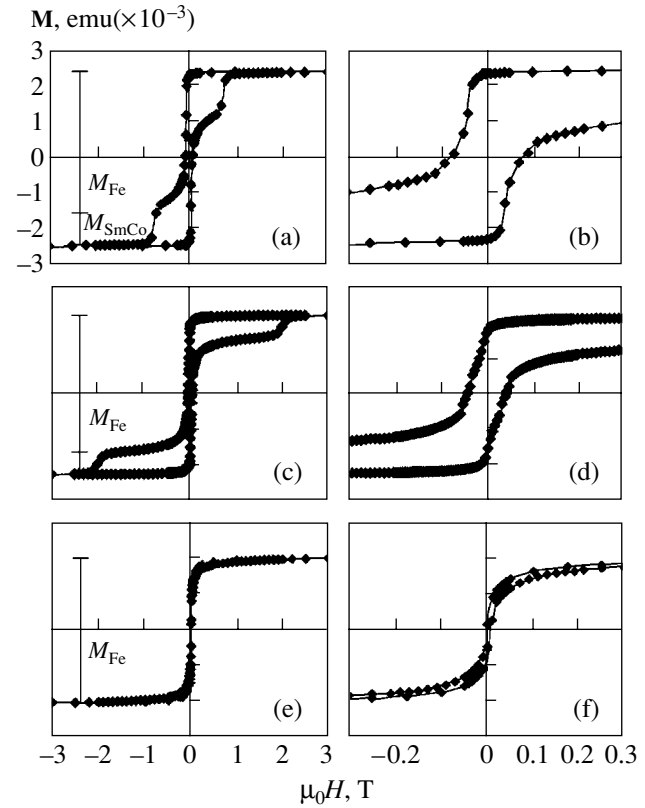 M, emu(×10⁻³)
3
2
1
0
−1
−2
−3
M_Fe
M_SmCo
(a)
(b)
M_Fe
(c)
(d)
M_Fe
(e)
(f)
−3 −2 −1 0 1 2 3
−0.2 0 0.1 0.2 0.3
μ₀H, T